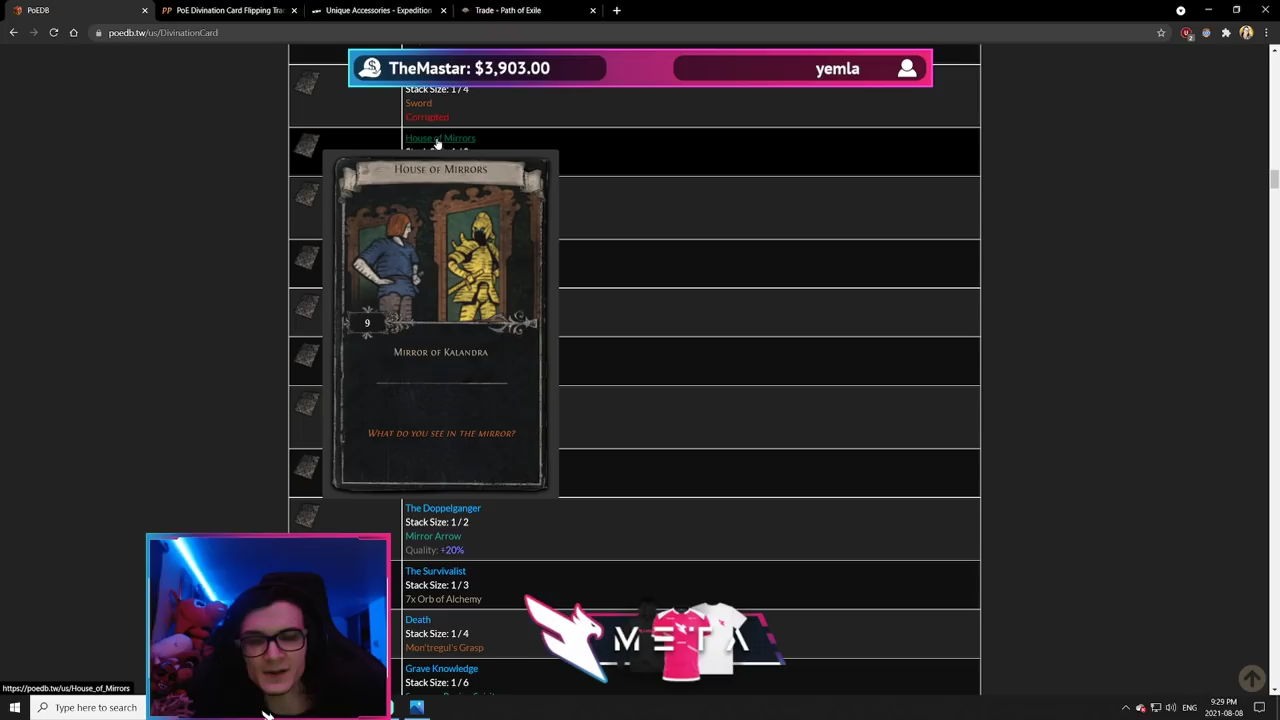 PoEDB
PoE Divination Card Flipping Trac
Unique Accessories - Expedition
Trade - Path of Exile
poedb.tw/us/DivinationCard
TheMastar: $3,903.00
yemla
Stack Size: 1 / 4
Sword
Corrupted
House of Mirrors
House of Mirrors
9
Mirror of Kalandra
What do you see in the mirror?
The Doppelganger
Stack Size: 1 / 2
Mirror Arrow
Quality: +20%
The Survivalist
Stack Size: 1 / 3
7x Orb of Alchemy
Death
Stack Size: 1 / 4
Mon'tregul's Grasp
Grave Knowledge
Stack Size: 1 / 6
META
https://poedb.tw/us/House_of_Mirrors
Type here to search
ENG
9:29 PM
2021-08-08